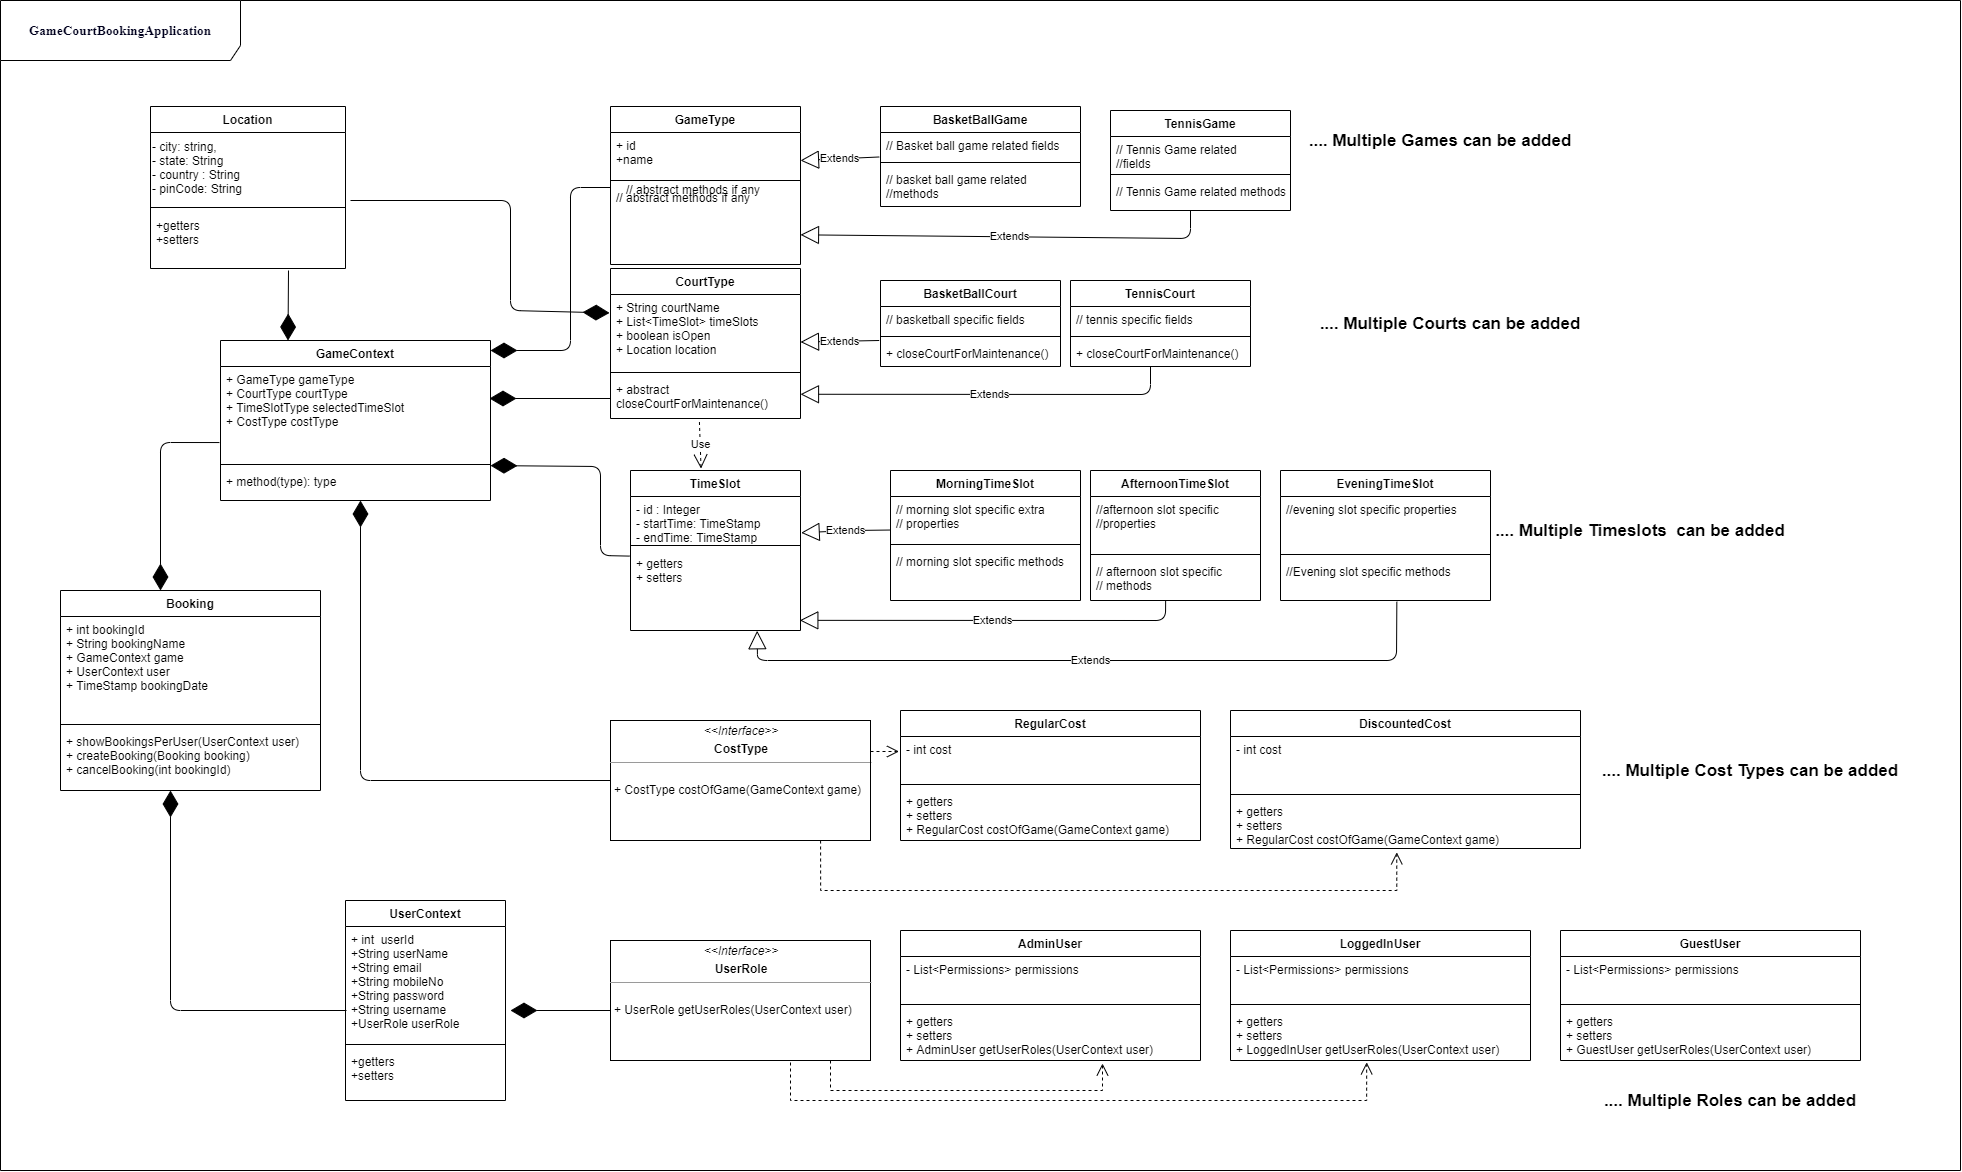 GameCourtBookingApplication
Location
- city: string,
- state: String
- country : String
- pinCode: String
+getters
+setters
GameType
+ id
+name
// abstract methods if any
// abstract methods if any
Extends
BasketBallGame
// Basket ball game related fields
// basket ball game related
//methods
TennisGame
// Tennis Game related
//fields
// Tennis Game related methods
Extends
.... Multiple Games can be added
CourtType
+ String courtName
+ List<TimeSlot> timeSlots
+ boolean isOpen
+ Location location
+ abstract
closeCourtForMaintenance()
Extends
BasketBallCourt
// basketball specific fields
+ closeCourtForMaintenance()
TennisCourt
// tennis specific fields
+ closeCourtForMaintenance()
Extends
.... Multiple Courts can be added
GameContext
+ GameType gameType
+ CourtType courtType
+ TimeSlotType selectedTimeSlot
+ CostType costType
+ method(type): type
Use
TimeSlot
- id : Integer
- startTime: TimeStamp
- endTime: TimeStamp
+ getters
+ setters
Extends
MorningTimeSlot
// morning slot specific extra
// properties
// morning slot specific methods
AfternoonTimeSlot
//afternoon slot specific
//properties
// afternoon slot specific
// methods
EveningTimeSlot
//evening slot specific properties
//Evening slot specific methods
Extends
Extends
.... Multiple Timeslots  can be added
Booking
+ int bookingId
+ String bookingName
+ GameContext game
+ UserContext user
+ TimeStamp bookingDate
+ showBookingsPerUser(UserContext user)
+ createBooking(Booking booking)
+ cancelBooking(int bookingId)
<<Interface>>
CostType
+ CostType costOfGame(GameContext game)
RegularCost
- int cost
+ getters
+ setters
+ RegularCost costOfGame(GameContext game)
DiscountedCost
- int cost
+ getters
+ setters
+ RegularCost costOfGame(GameContext game)
.... Multiple Cost Types can be added
UserContext
+ int  userId
+String userName
+String email
+String mobileNo
+String password
+String username
+UserRole userRole
+getters
+setters
<<Interface>>
UserRole
+ UserRole getUserRoles(UserContext user)
AdminUser
- List<Permissions> permissions
+ getters
+ setters
+ AdminUser getUserRoles(UserContext user)
LoggedInUser
- List<Permissions> permissions
+ getters
+ setters
+ LoggedInUser getUserRoles(UserContext user)
GuestUser
- List<Permissions> permissions
+ getters
+ setters
+ GuestUser getUserRoles(UserContext user)
.... Multiple Roles can be added